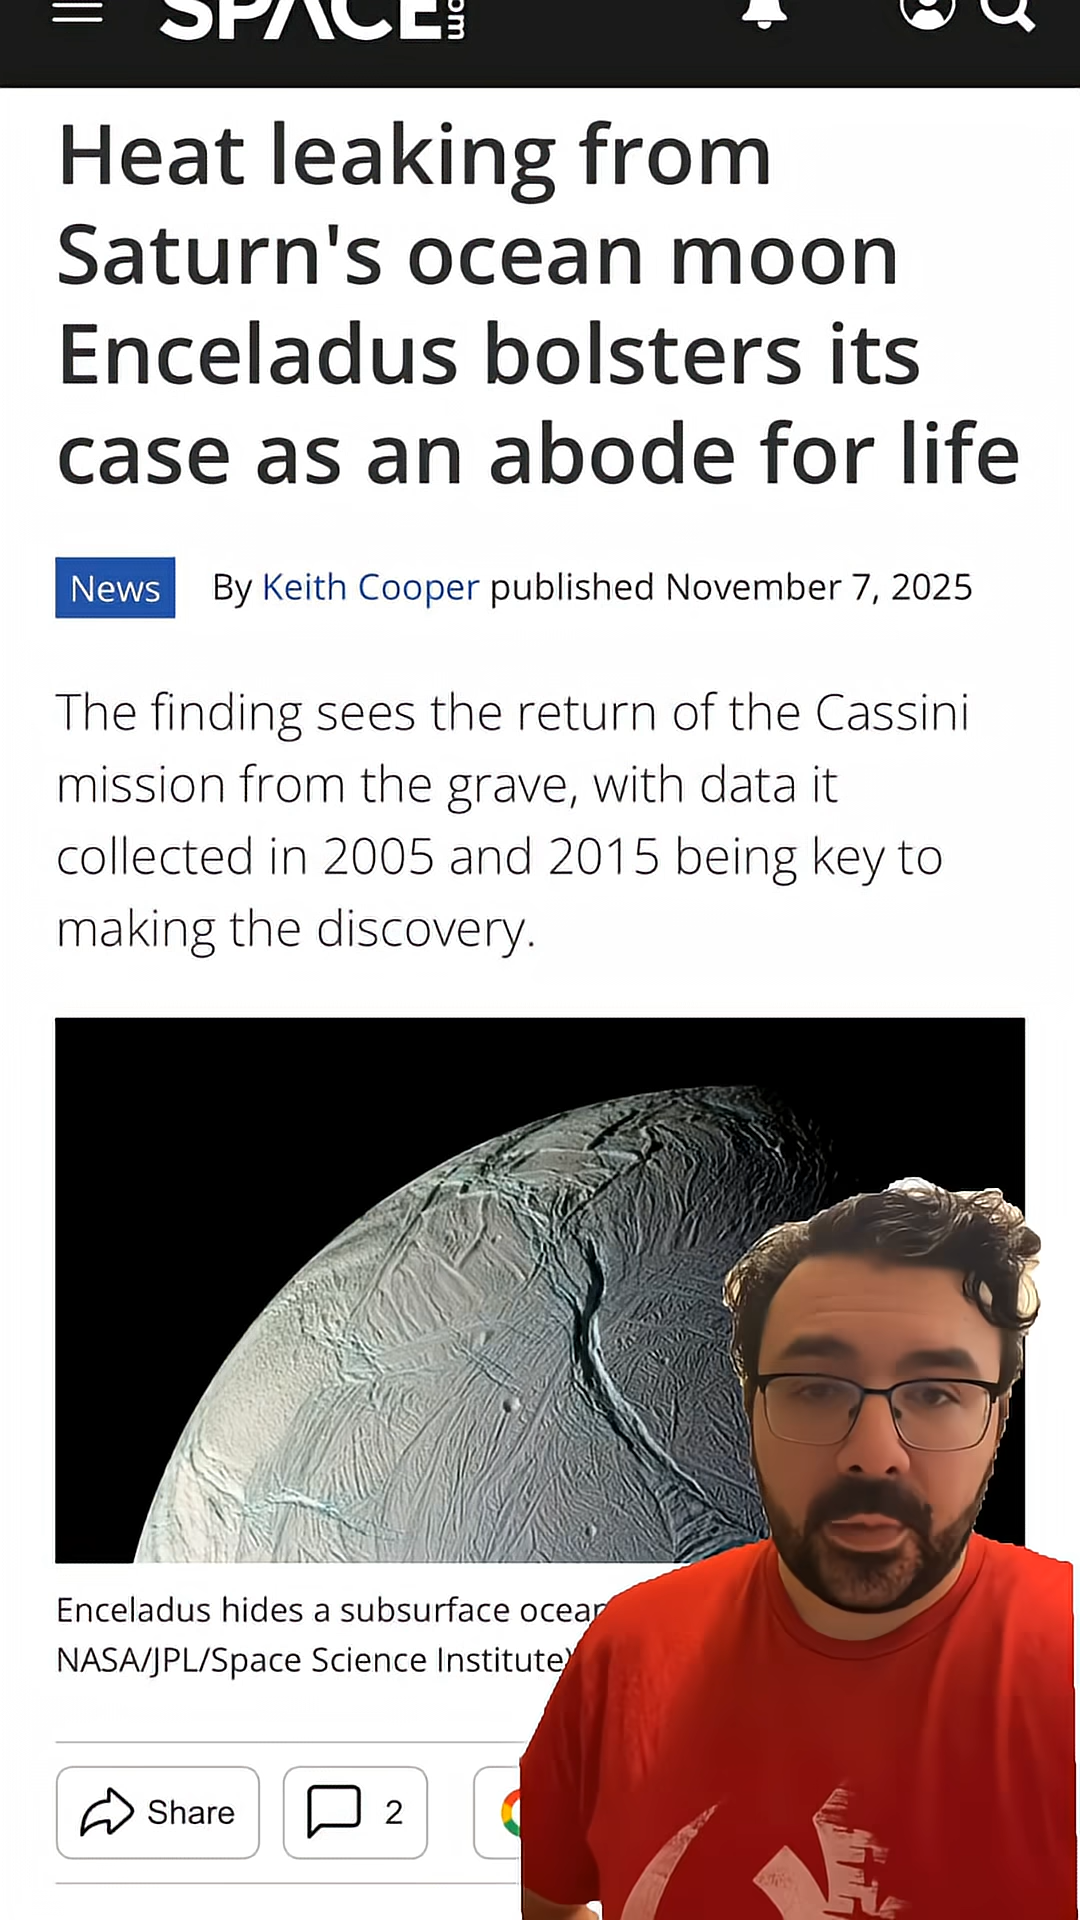 SPACE.com
Heat leaking from
Saturn's ocean moon
Enceladus bolsters its
case as an abode for life
News By Keith Cooper published November 7, 2025
The finding sees the return of the Cassini
mission from the grave, with data it
collected in 2005 and 2015 being key to
making the discovery.
Enceladus hides a subsurface ocean
NASA/JPL/Space Science Institute)
Share 2